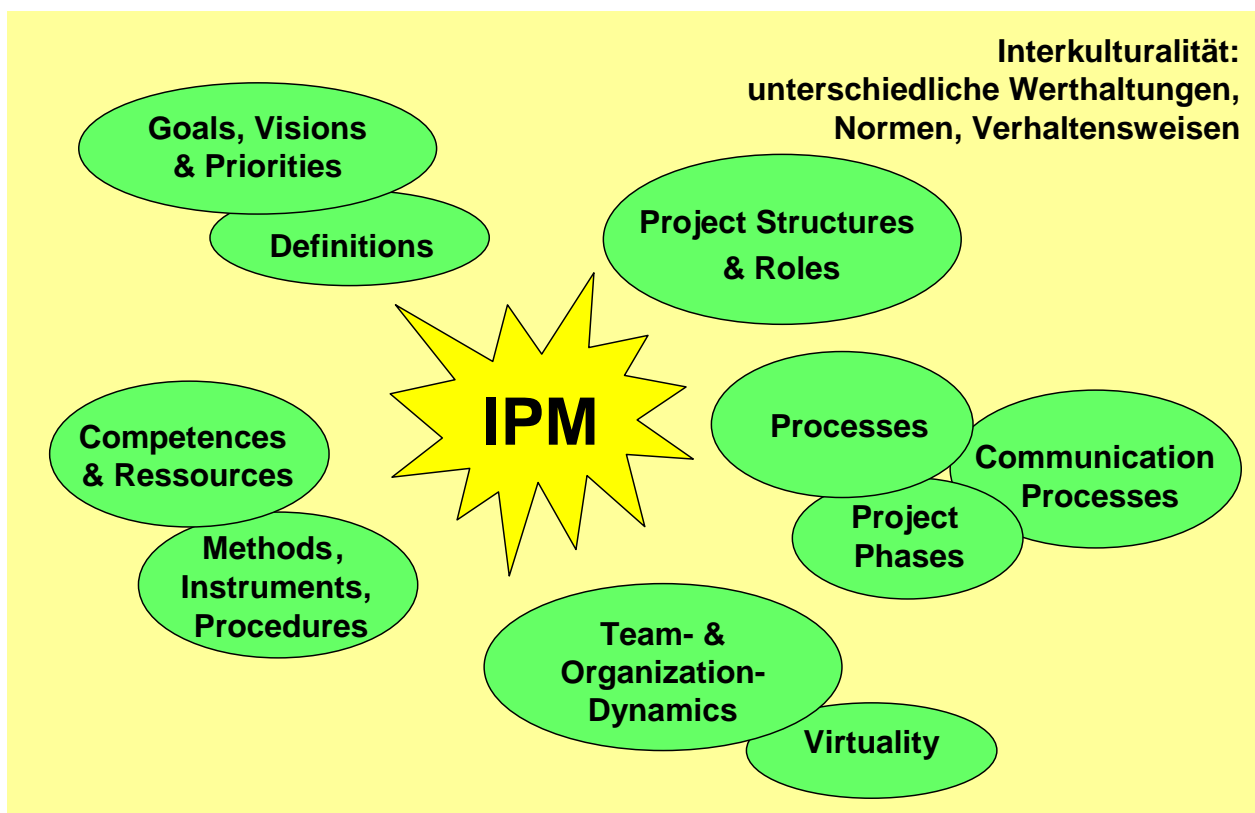 Interkulturalität:
unterschiedliche Werthaltungen,
Normen, Verhaltensweisen
Goals, Visions
& Priorities
Definitions
Project Structures
& Roles
IPM
Competences
& Ressources
Methods,
Instruments,
Procedures
Processes
Communication
Processes
Project
Phases
Team- &
Organization-
Dynamics
Virtuality